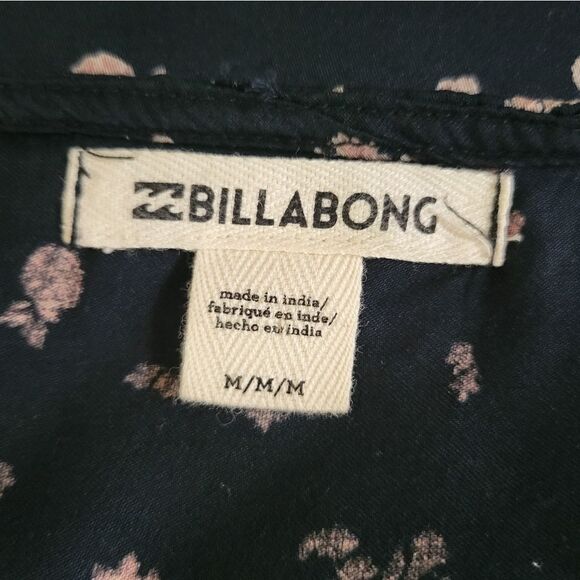 BILLABONG
made in india/
fabriqué en inde/
hecho en india
M/M/M